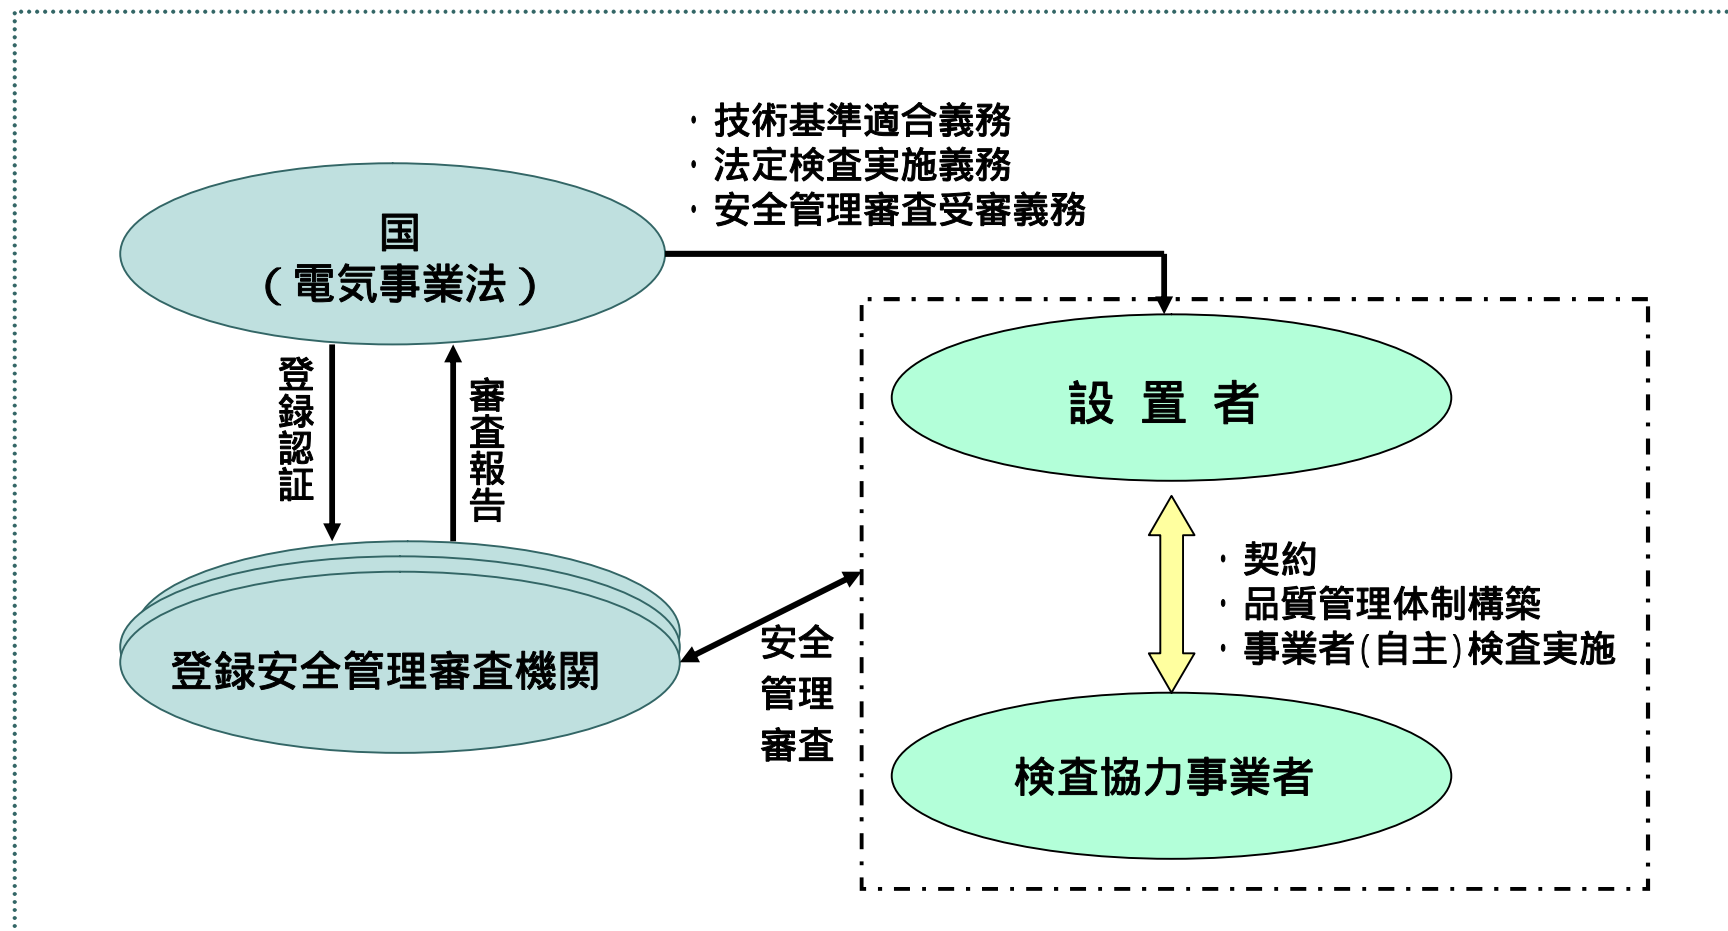 ・技術基準適合義務
・法定検査実施義務
・安全管理審査受審義務
国
（電気事業法）
登録認証
審査報告
設 置 者
・契約
・品質管理体制構築
・事業者(自主)検査実施
安全
管理
審査
登録安全管理審査機関
検査協力事業者